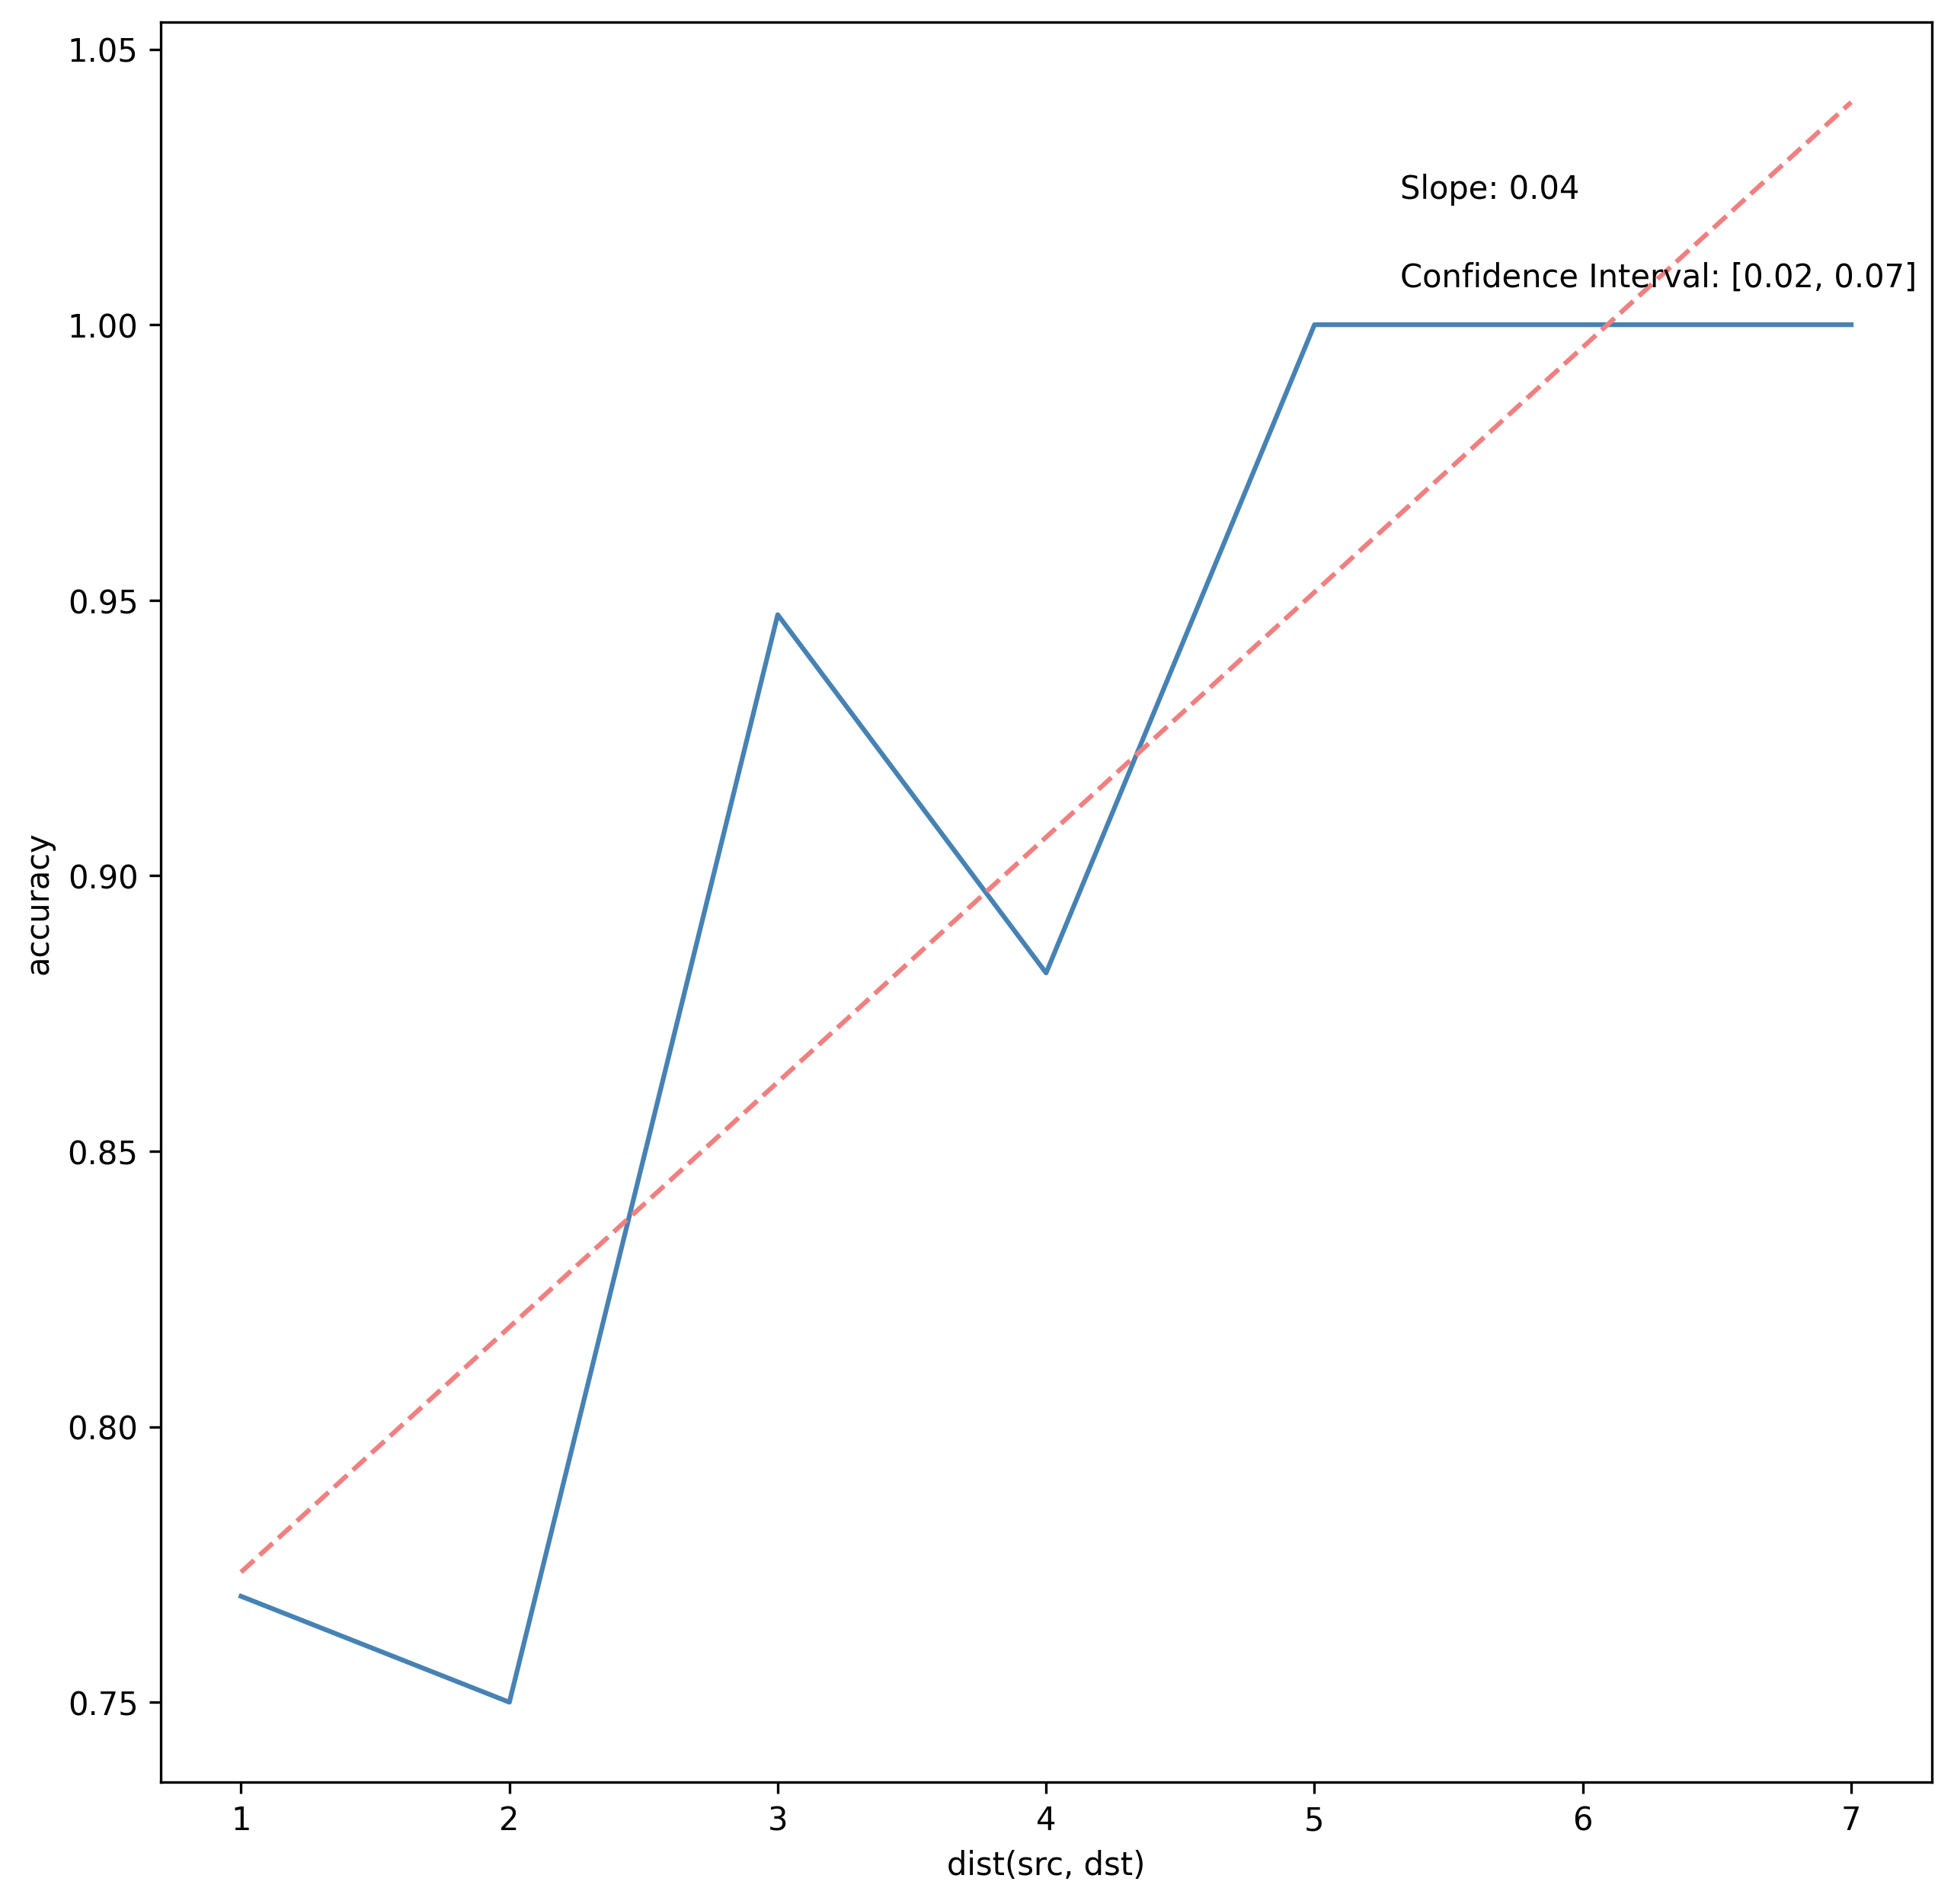 1.05
1.00
0.95
0.90
0.85
0.80
0.75
accuracy
Slope: 0.04
Confidence Interval: [0.02, 0.07]
1 2 3 4 5 6 7
dist(src, dst)